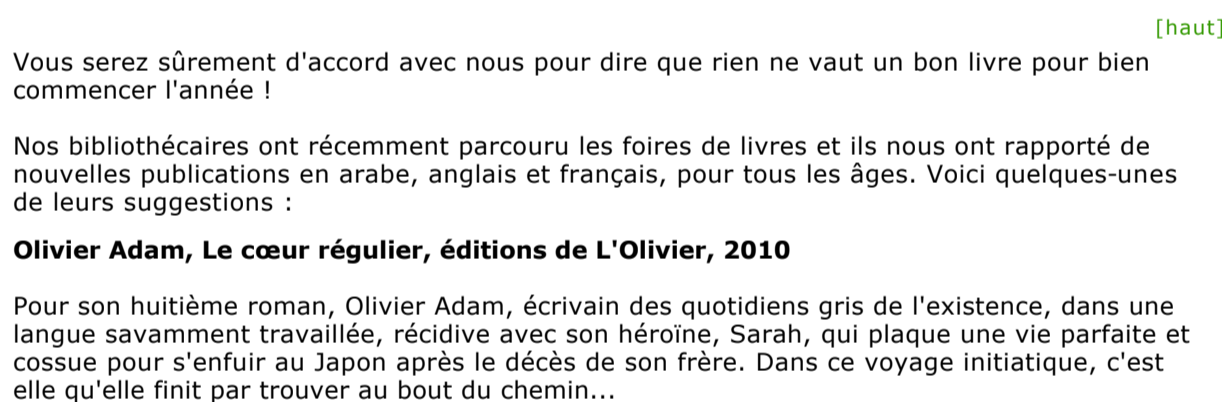 [haut]
Vous serez sûrement d'accord avec nous pour dire que rien ne vaut un bon livre pour bien
commencer l'année !
Nos bibliothécaires ont récemment parcouru les foires de livres et ils nous ont rapporté de
nouvelles publications en arabe, anglais et français, pour tous les âges. Voici quelques-unes
de leurs suggestions :
Olivier Adam, Le cœur régulier, éditions de L'Olivier, 2010
Pour son huitième roman, Olivier Adam, écrivain des quotidiens gris de l'existence, dans une
langue savamment travaillée, récidive avec son héroïne, Sarah, qui plaque une vie parfaite et
cossue pour s'enfuir au Japon après le décès de son frère. Dans ce voyage initiatique, c'est
elle qu'elle finit par trouver au bout du chemin...